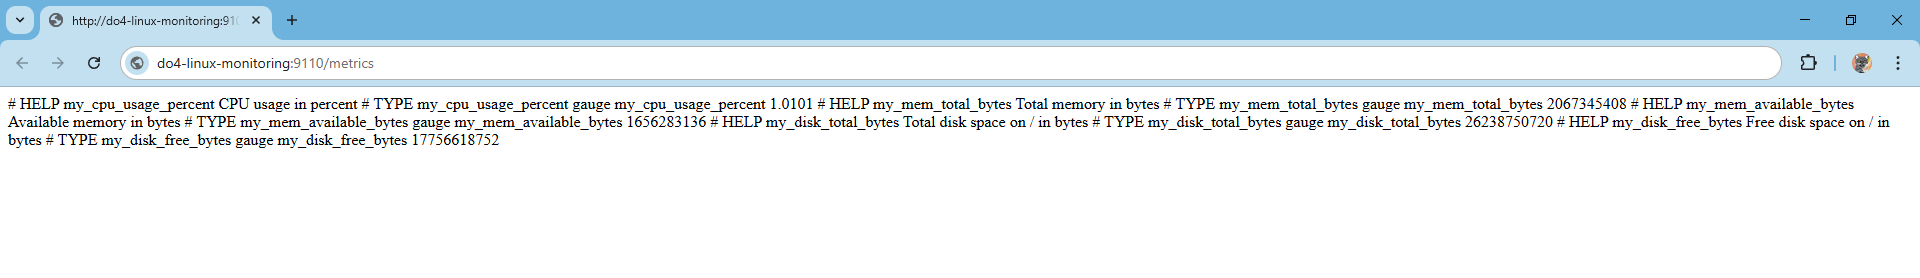 http://do4-linux-monitoring:910
do4-linux-monitoring:9110/metrics
# HELP my_cpu_usage_percent CPU usage in percent # TYPE my_cpu_usage_percent gauge my_cpu_usage_percent 1.0101 # HELP my_mem_total_bytes Total memory in bytes # TYPE my_mem_total_bytes gauge my_mem_total_bytes 2067345408 # HELP my_mem_available_bytes
Available memory in bytes # TYPE my_mem_available_bytes gauge my_mem_available_bytes 1656283136 # HELP my_disk_total_bytes Total disk space on / in bytes # TYPE my_disk_total_bytes gauge my_disk_total_bytes 26238750720 # HELP my_disk_free_bytes Free disk space on / in
bytes # TYPE my_disk_free_bytes gauge my_disk_free_bytes 17756618752